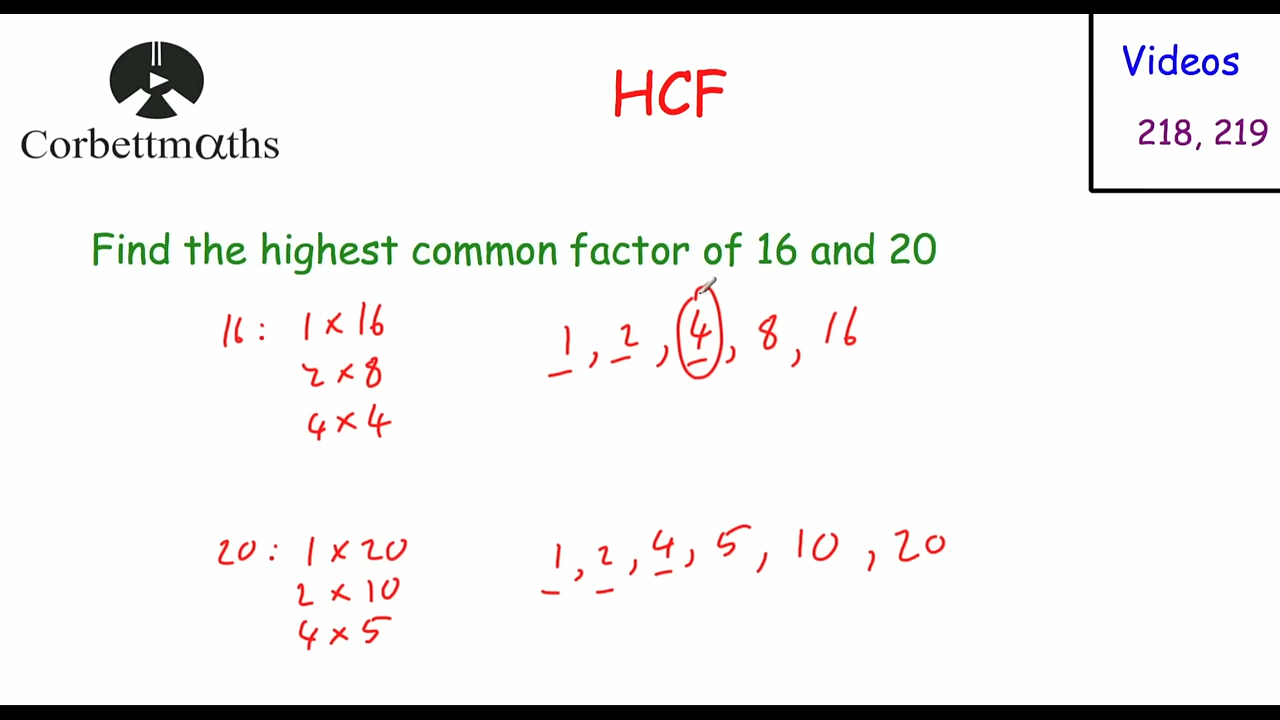 Corbettmαths
HCF
Videos
218, 219
Find the highest common factor of 16 and 20
16 : 1 × 16
2 × 8
4 × 4
1 , 2 , 4 , 8 , 16
20 : 1 × 20
2 × 10
4 × 5
1 , 2 , 4 , 5 , 10 , 20